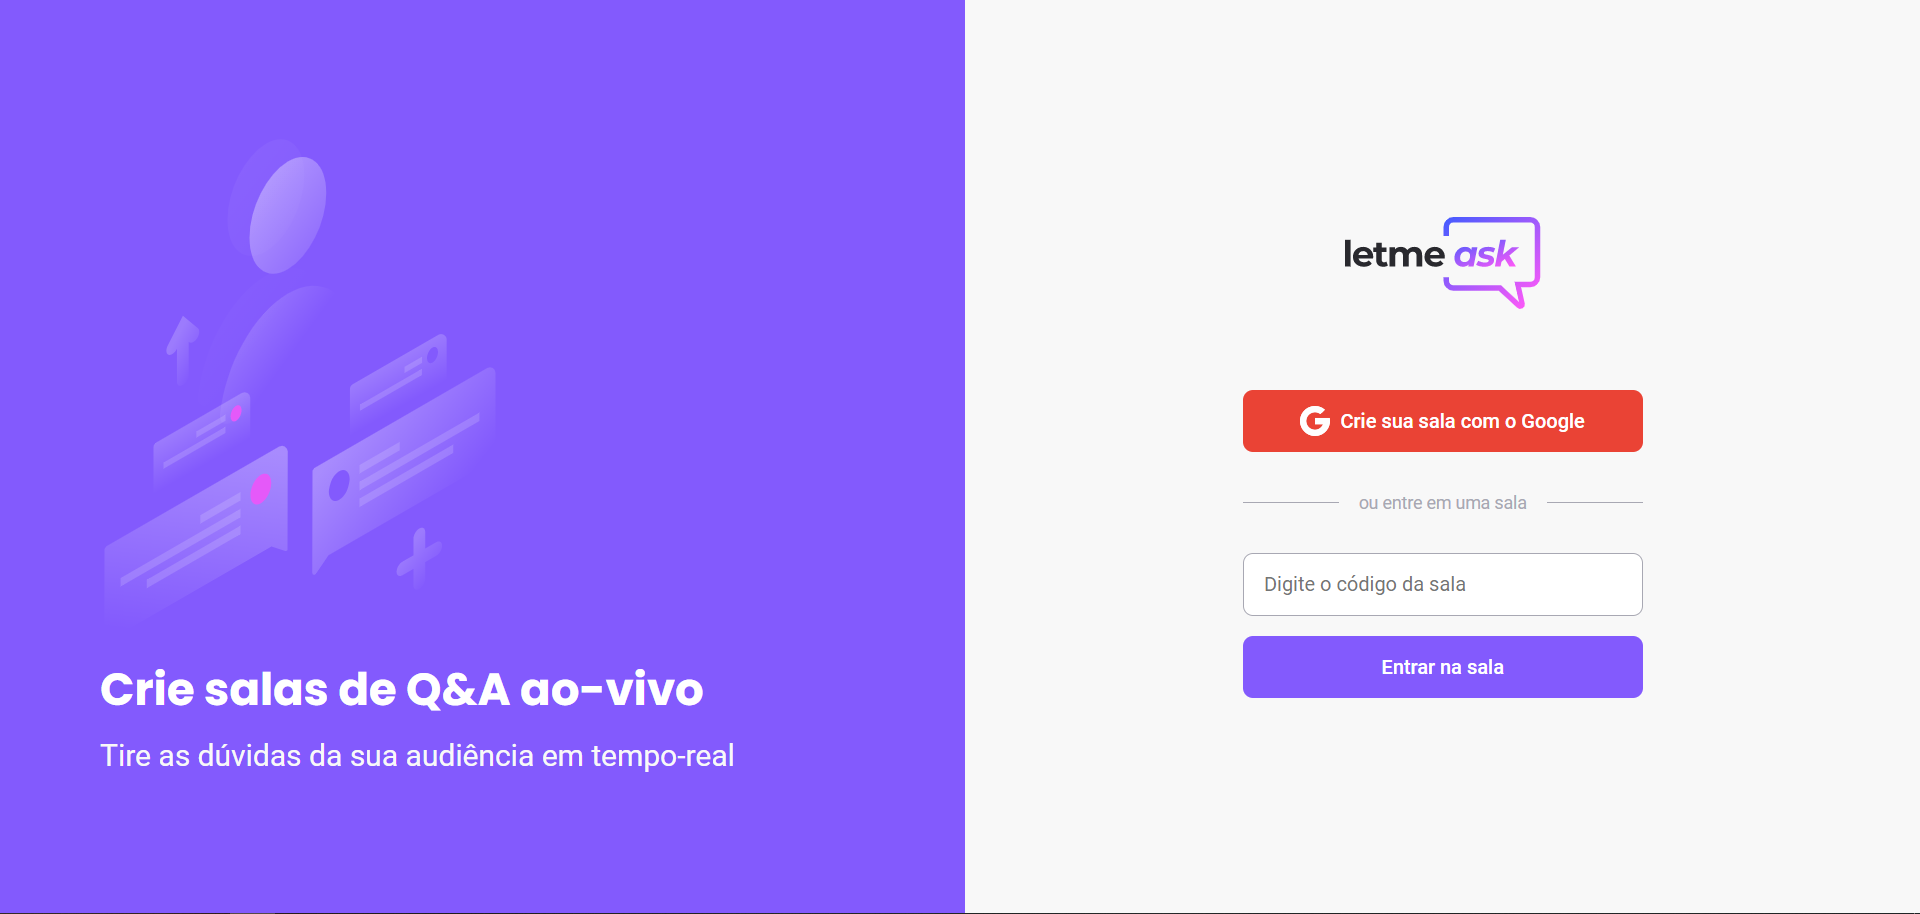 Crie salas de Q&A ao-vivo
Tire as dúvidas da sua audiência em tempo-real
letme ask
Crie sua sala com o Google
ou entre em uma sala
Digite o código da sala
Entrar na sala